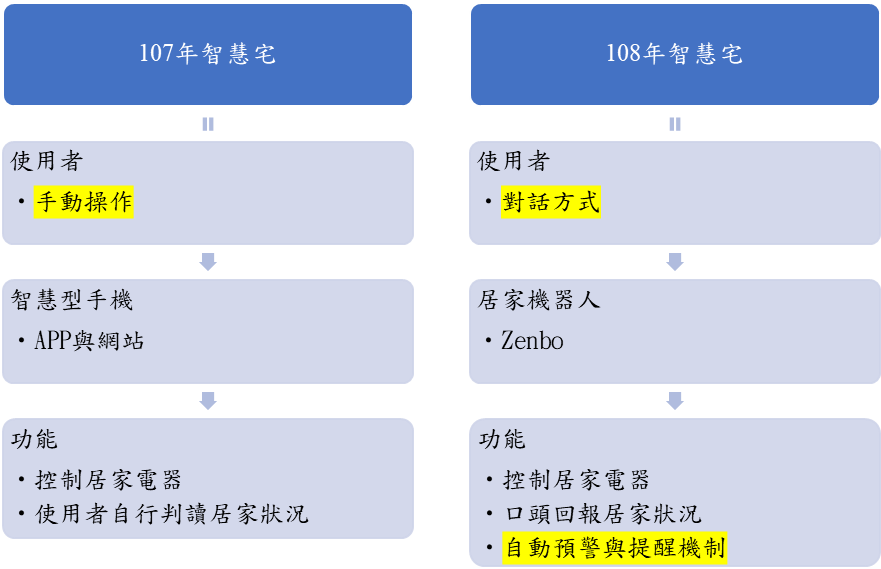 107年智慧宅
使用者
・手動操作
智慧型手機
・APP與網站
功能
・控制居家電器
・使用者自行判讀居家狀況
108年智慧宅
使用者
・對話方式
居家機器人
・Zenbo
功能
・控制居家電器
・口頭回報居家狀況
・自動預警與提醒機制